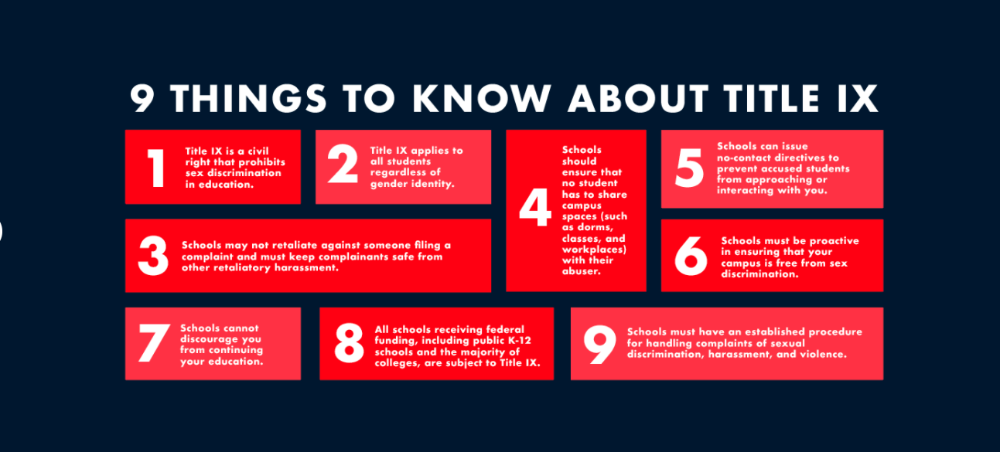 9 THINGS TO KNOW ABOUT TITLE IX
1
Title IX is a civil
right that prohibits
sex discrimination
in education.
2
Title IX applies to
all students
regardless of
gender identity.
3
Schools may not retaliate against someone filing a
complaint and must keep complainants safe from
other retaliatory harassment.
4
Schools
should
ensure that
no student
has to share
campus
spaces (such
as dorms,
classes, and
workplaces)
with their
abuser.
5
Schools can issue
no-contact directives to
prevent accused students
from approaching or
interacting with you.
6
Schools must be proactive
in ensuring that your
campus is free from sex
discrimination.
7
Schools cannot
discourage you
from continuing
your education.
8
All schools receiving federal
funding, including public K-12
schools and the majority of
colleges, are subject to Title IX.
9
Schools must have an established procedure
for handling complaints of sexual
discrimination, harassment, and violence.